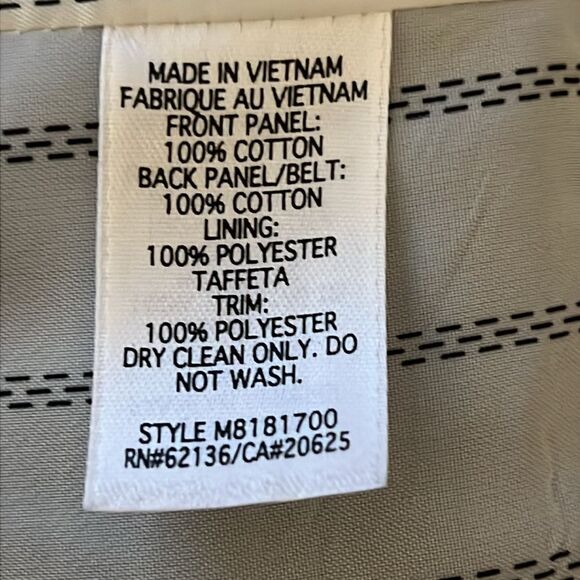 MADE IN VIETNAM
FABRIQUE AU VIETNAM
FRONT PANEL:
100% COTTON
BACK PANEL/BELT:
100% COTTON
LINING:
100% POLYESTER
TAFFETA
TRIM:
100% POLYESTER
DRY CLEAN ONLY. DO
NOT WASH.
STYLE M8181700
RN#62136/CA#20625